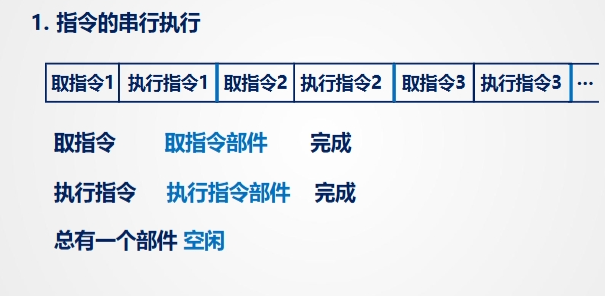 1. 指令的串行执行
取指令1 执行指令1 取指令2 执行指令2 取指令3 执行指令3 …
取指令 取指令部件 完成
执行指令 执行指令部件 完成
总有一个部件 空闲